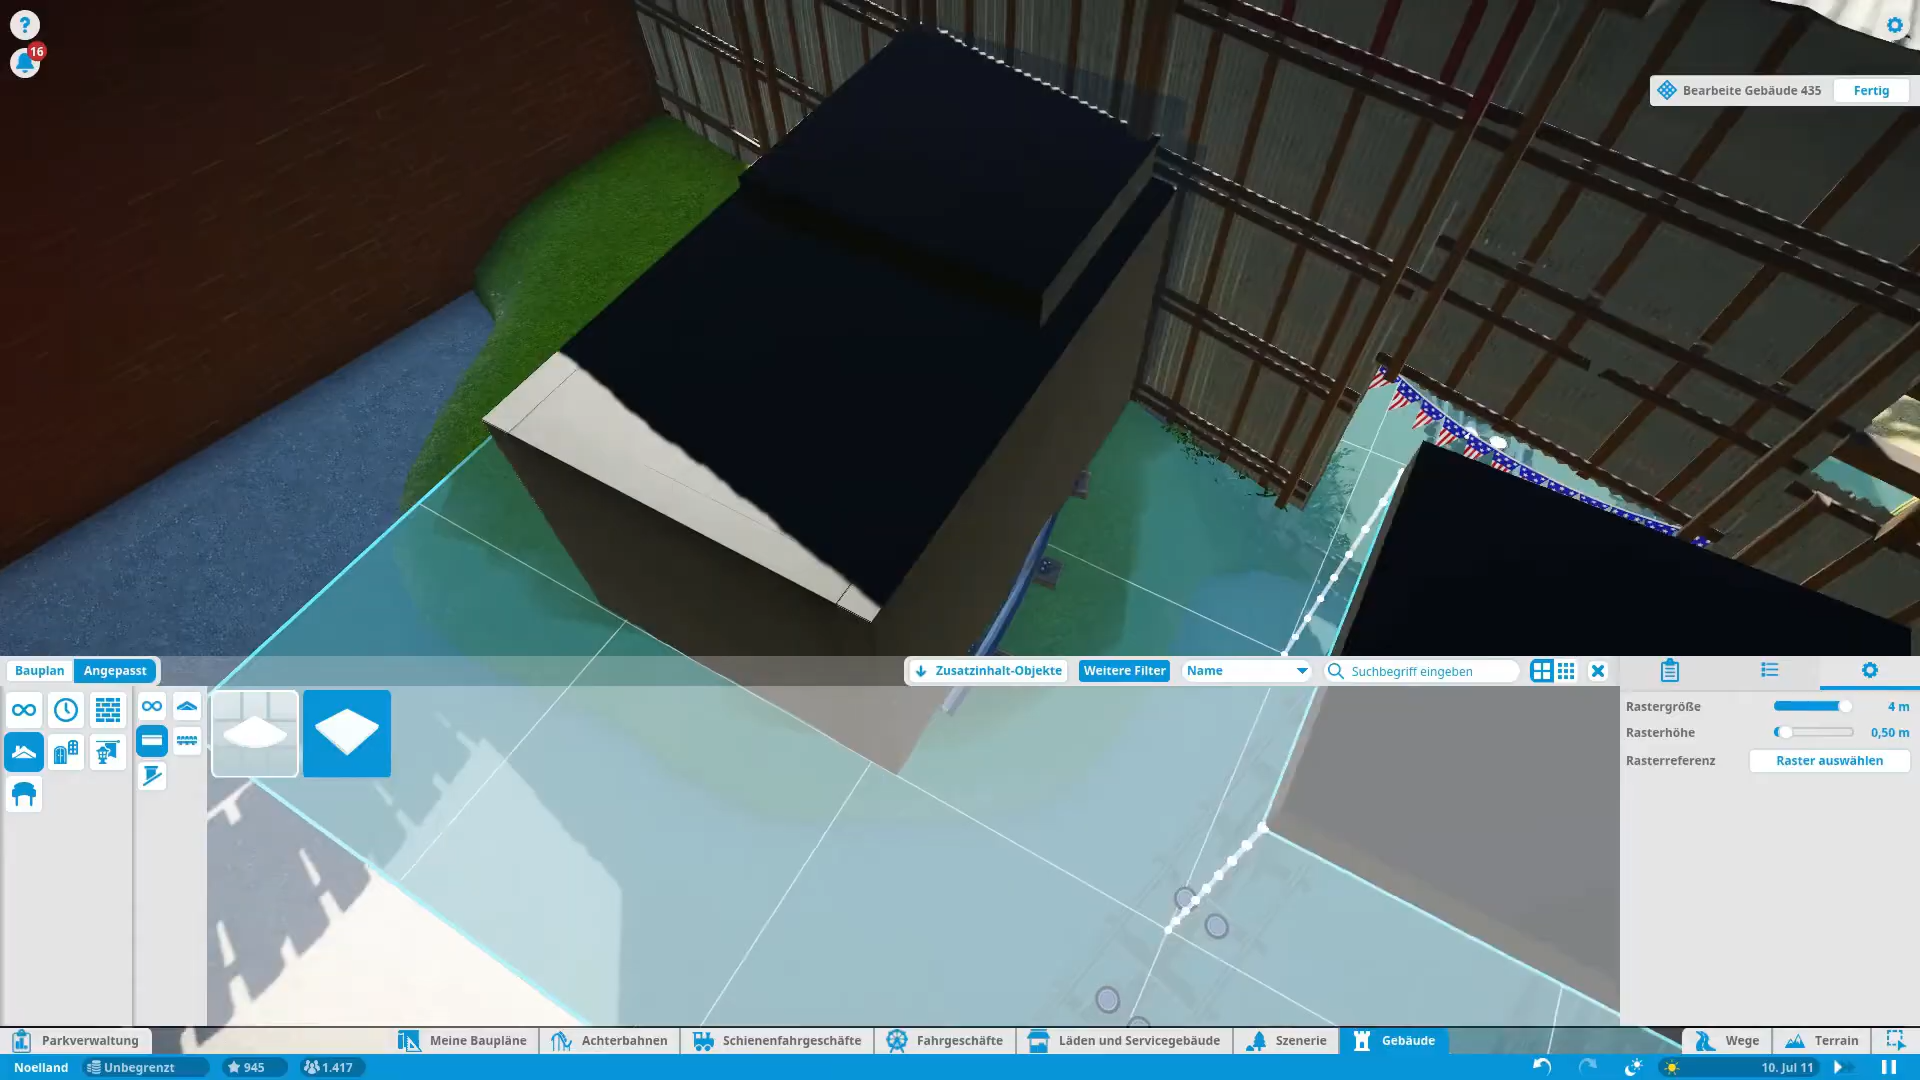 ?
16
Bearbeite Gebäude 435
Fertig
Bauplan
Angepasst
Zusatzinhalt-Objekte
Weitere Filter
Name
Suchbegriff eingeben
Rastergröße
4 m
Rasterhöhe
0,50 m
Rasterreferenz
Raster auswählen
Parkverwaltung
Meine Baupläne
Achterbahnen
Schienenfahrgeschäfte
Fahrgeschäfte
Läden und Servicegebäude
Szenerie
Gebäude
Wege
Terrain
Noelland
Unbegrenzt
945
1.417
10. Jul 11